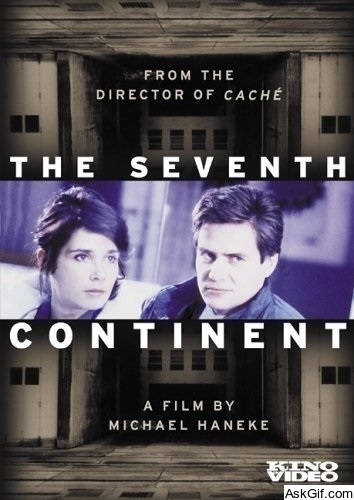 FROM THE
DIRECTOR OF CACHÉ
THE SEVENTH
CONTINENT
A FILM BY
MICHAEL HANEKE
KINO
VIDEO
AskGif.com